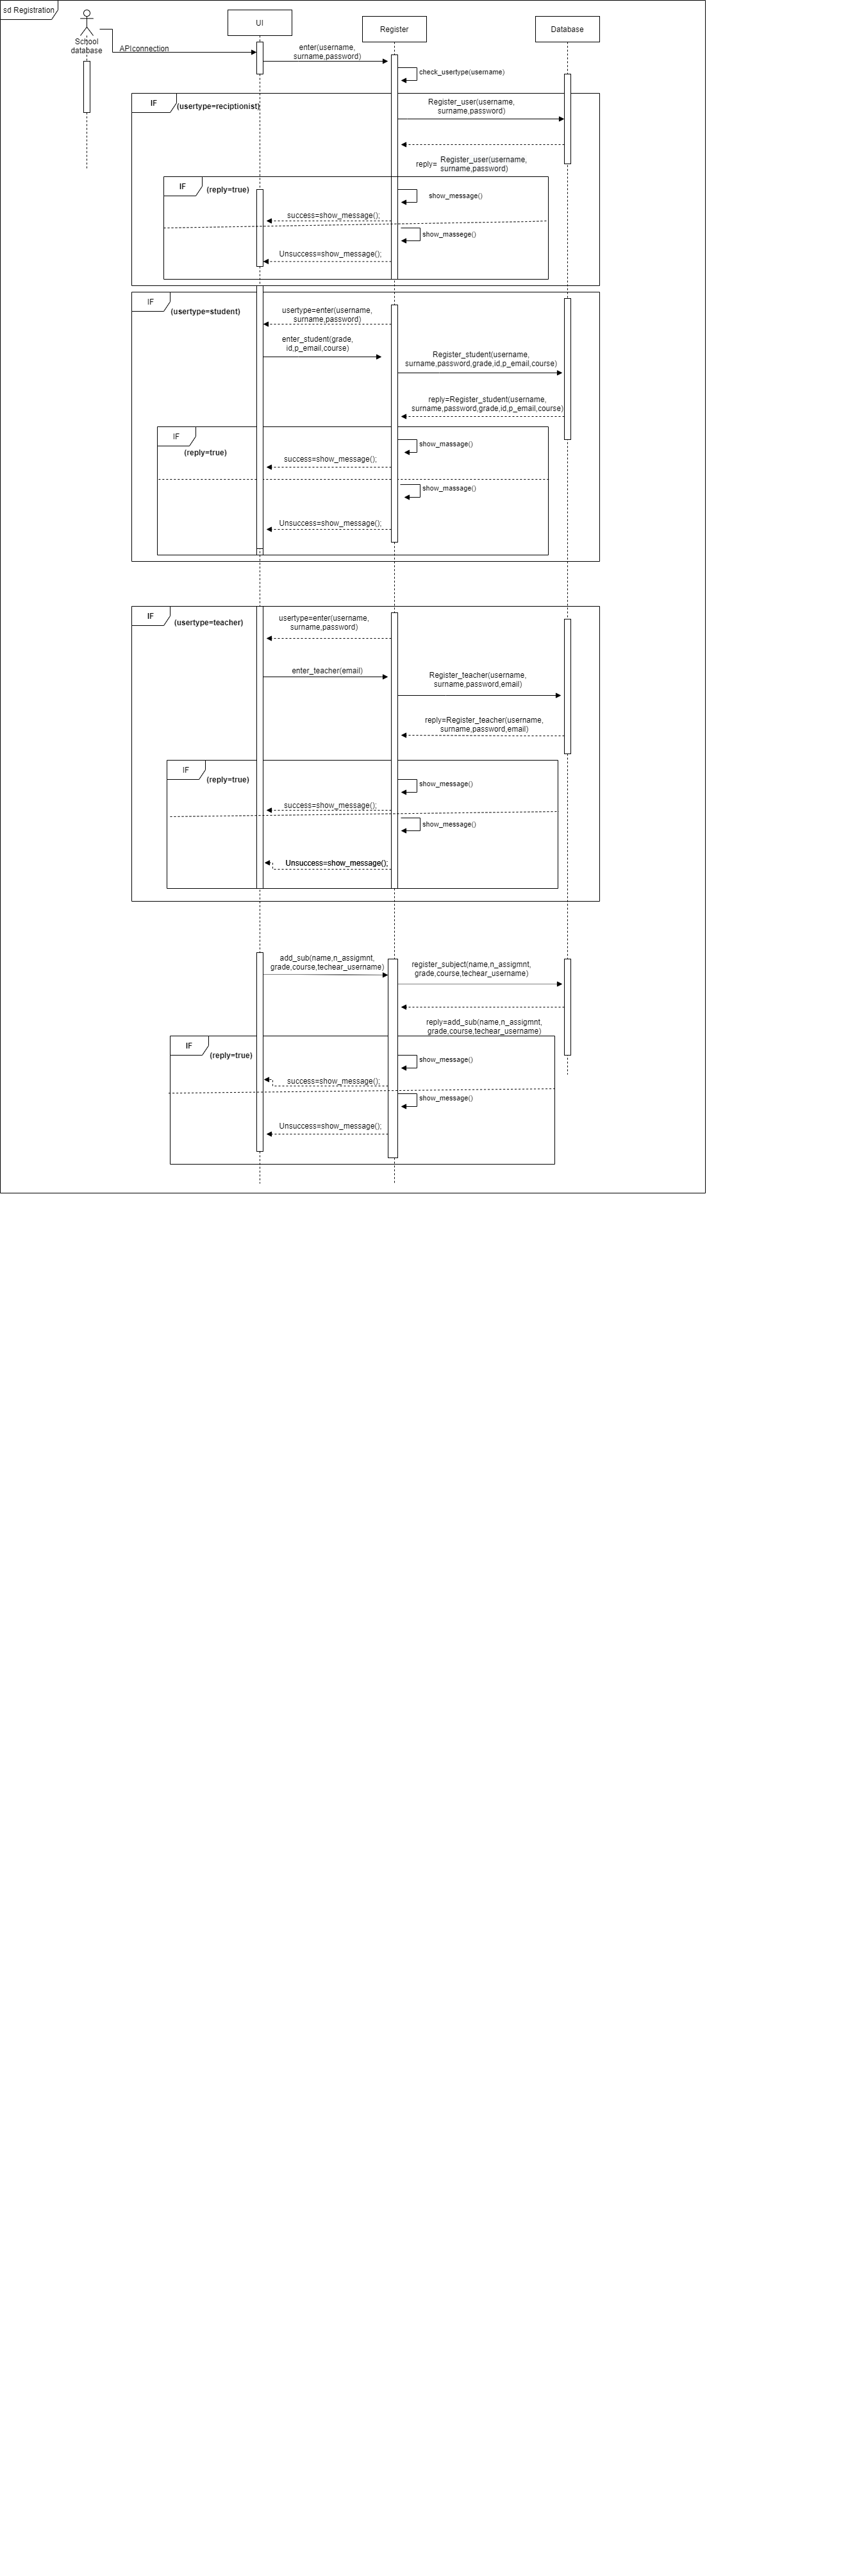 sd Registration
UI
Register
Database
School
database
APIconnection
enter(username,
surname,password)
check_usertype(username)
IF
(usertype=reciptionist)
Register_user(username,
surname,password)
reply=
Register_user(username,
surname,password)
IF
(reply=true)
show_message()
success=show_message();
show_massege()
Unsuccess=show_message();
IF
(usertype=student)
usertype=enter(username,
surname,password)
enter_student(grade,
id,p_email,course)
Register_student(username,
surname,password,grade,id,p_email,course)
reply=Register_student(username,
surname,password,grade,id,p_email,course)
IF
(reply=true)
show_massage()
success=show_message();
show_massage()
Unsuccess=show_message();
IF
(usertype=teacher)
usertype=enter(username,
surname,password)
enter_teacher(email)
Register_teacher(username,
surname,password,email)
reply=Register_teacher(username,
surname,password,email)
IF
(reply=true)
show_message()
success=show_message();
show_message()
Unsuccess=show_message();
add_sub(name,n_assigmnt,
grade,course,techear_username)
register_subject(name,n_assigmnt,
grade,course,techear_username)
reply=add_sub(name,n_assigmnt,
grade,course,techear_username)
IF
(reply=true)
show_message()
success=show_message();
show_message()
Unsuccess=show_message();